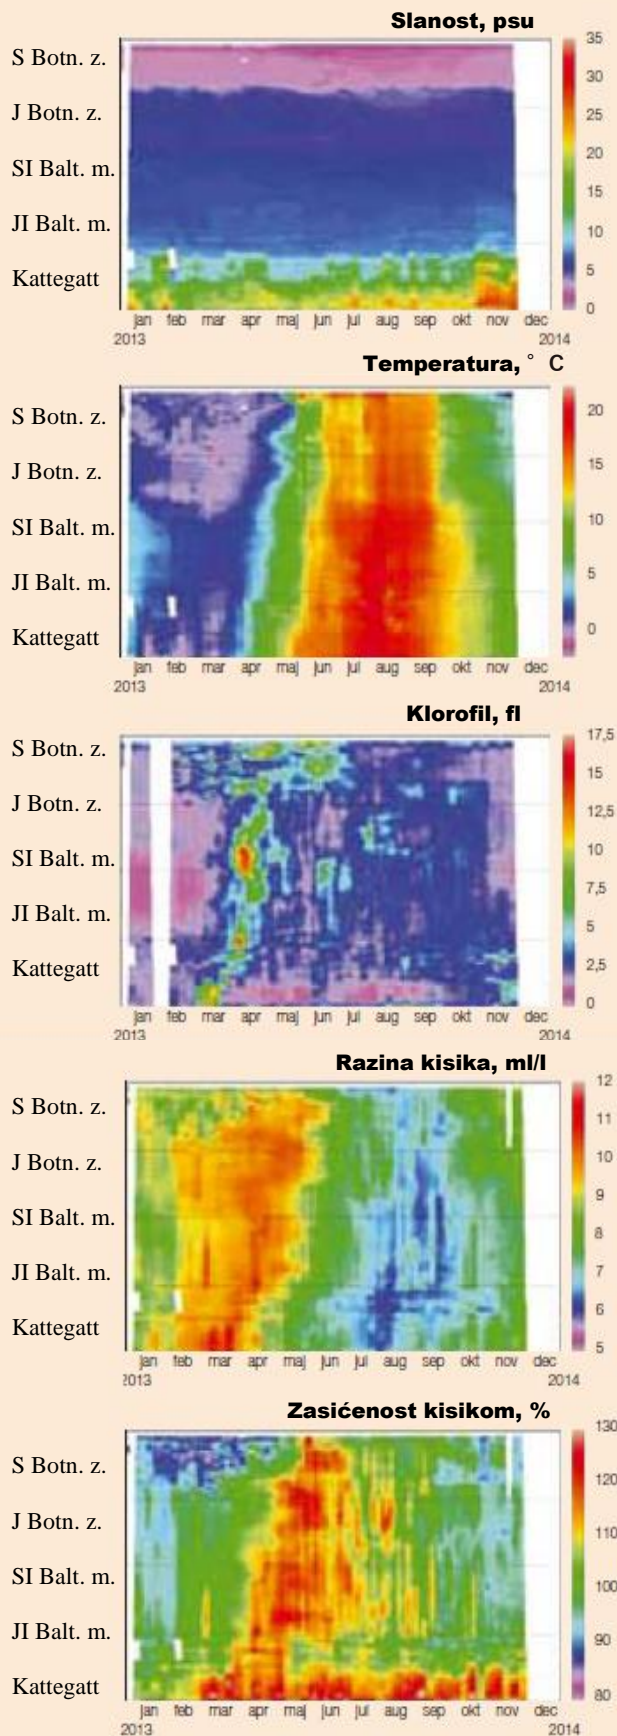 Slanost, psu
35
S Botn. z.
30
J Botn. z.
25
20
SI Balt. m.
15
JI Balt. m.
10
5
Kattegatt
0
jan feb mar apr maj jun jul aug sep okt nov dec
2013 2014
Temperatura, ° C
20
S Botn. z.
15
J Botn. z.
10
SI Balt. m.
5
JI Balt. m.
0
Kattegatt
jan feb mar apr maj jun jul aug sep okt nov dec
2013 2014
Klorofil, fl
17,5
S Botn. z.
15
J Botn. z.
12,5
10
SI Balt. m.
7,5
JI Balt. m.
5
2,5
Kattegatt
0
jan feb mar apr maj jun jul aug sep okt nov dec
2013 2014
Razina kisika, ml/l
12
S Botn. z.
11
10
J Botn. z.
9
SI Balt. m.
8
7
JI Balt. m.
6
Kattegatt
5
jan feb mar apr maj jun jul aug sep okt nov dec
2013 2014
Zasićenost kisikom, %
130
S Botn. z.
120
J Botn. z.
110
SI Balt. m.
100
JI Balt. m.
90
Kattegatt
80
jan feb mar apr maj jun jul aug sep okt nov dec
2013 2014